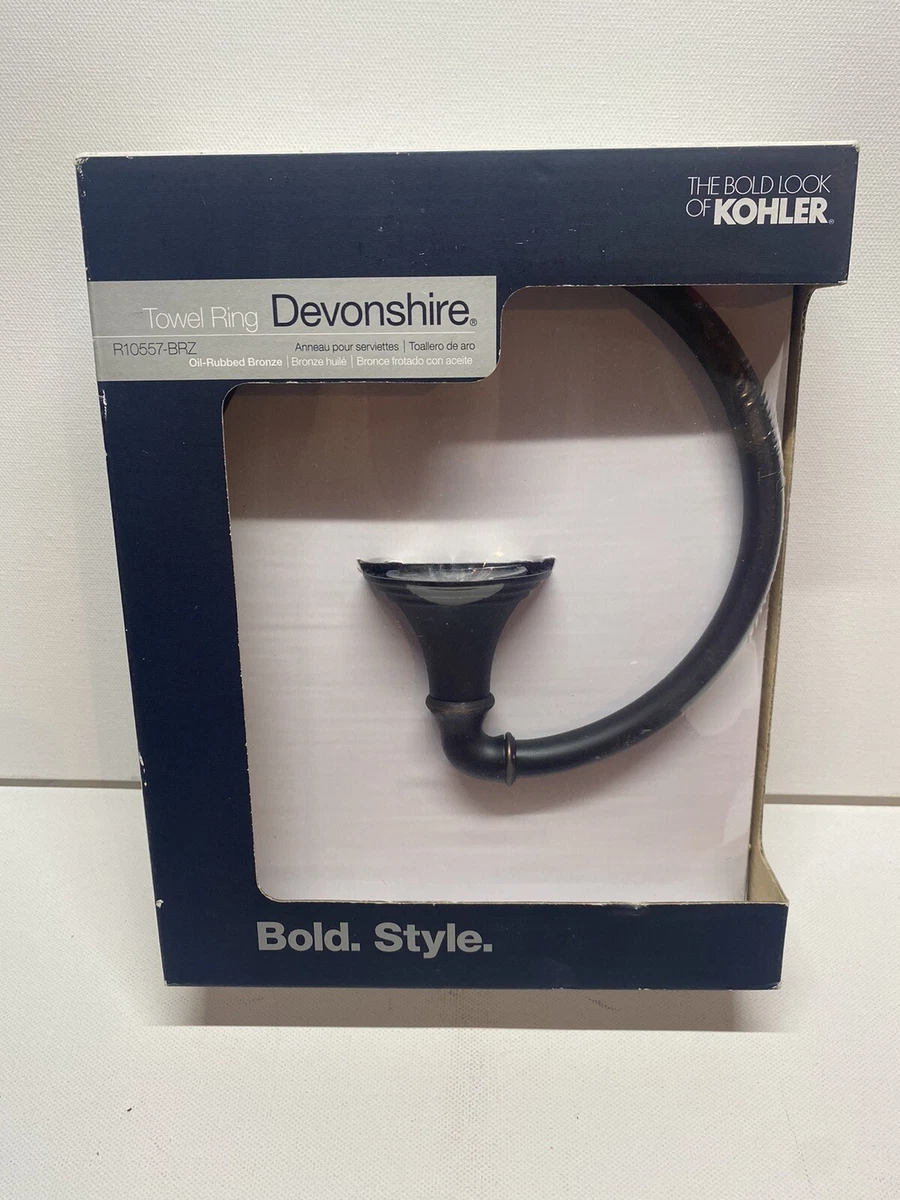 THE BOLD LOOK
OF KOHLER®
Towel Ring Devonshire®
R10557-BRZ
Anneau pour serviettes | Toallero de aro
Oil-Rubbed Bronze | Bronze huilé | Bronce frotado con aceite
Bold. Style.